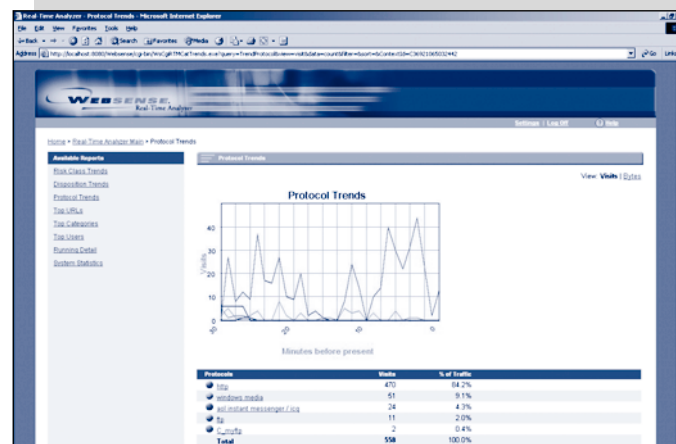 Real-Time Analyzer - Protocol Trends - Microsoft Internet Explorer
File Edit View Favorites Tools Help
Back Search Favorites Media
Address Go Links
WEBSENSE
Real-Time Analyzer
Settings | Log Off Help
Home • Real-Time Analyzer Main • Protocol Trends
Available Reports
Risk Class Trends
Disposition Trends
Protocol Trends
Top URLs
Top Categories
Top Users
Running Detail
System Statistics
Protocol Trends
View: Visits | Bytes
Protocol Trends
Visits
40
30
20
10
0
30 20 10 0
Minutes before present
Protocols Visits % of Traffic
http 470 84.2%
windows media 51 9.1%
aol instant messenger / icq 24 4.3%
ftp 11 2.0%
C_myftp 2 0.4%
Total 558 100.0%